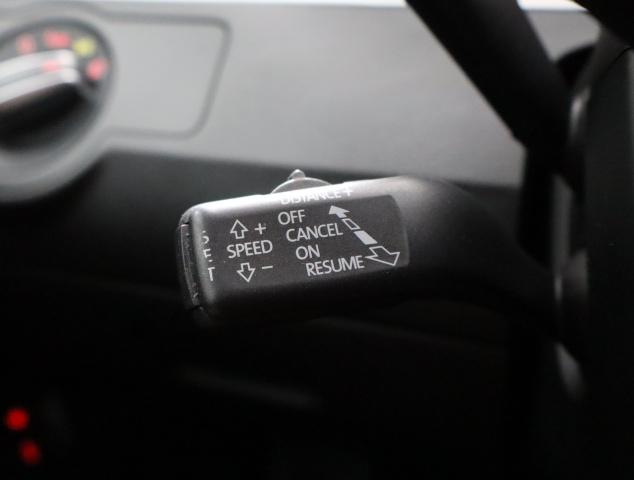 DISTANCE+
OFF
CANCEL
ON
RESUME
+
SPEED
−
SET